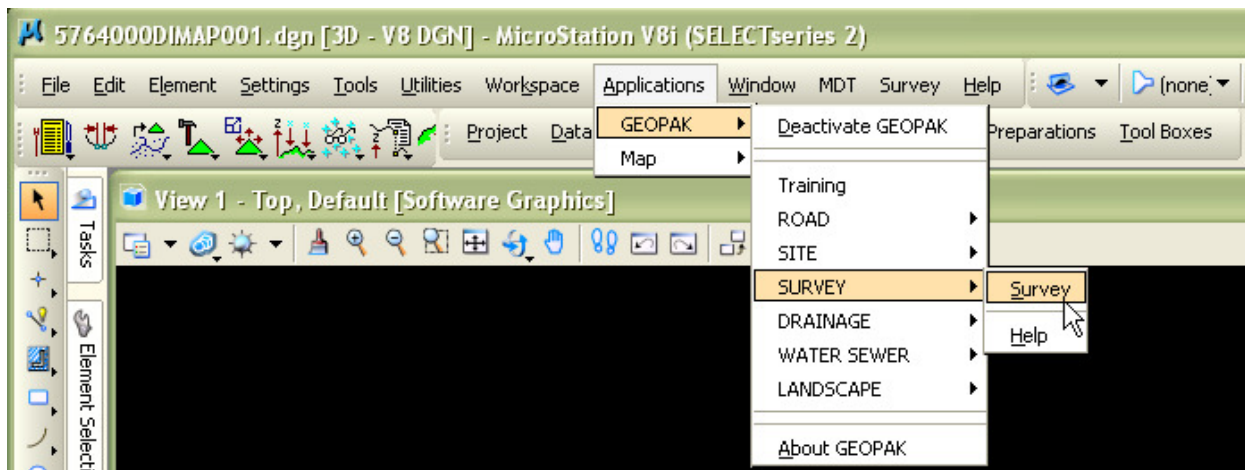 5764000DIMAP001.dgn [3D - V8 DGN] - MicroStation V8i (SELECTseries 2)
File Edit Element Settings Tools Utilities Workspace Applications Window MDT Survey Help (none)
Project Data GEOPAK Deactivate GEOPAK Preparations Tool Boxes
Map
Training
View 1 - Top, Default [Software Graphics]
ROAD
Tasks
SITE
SURVEY Survey
DRAINAGE Help
WATER SEWER
LANDSCAPE
Element Selecti
About GEOPAK